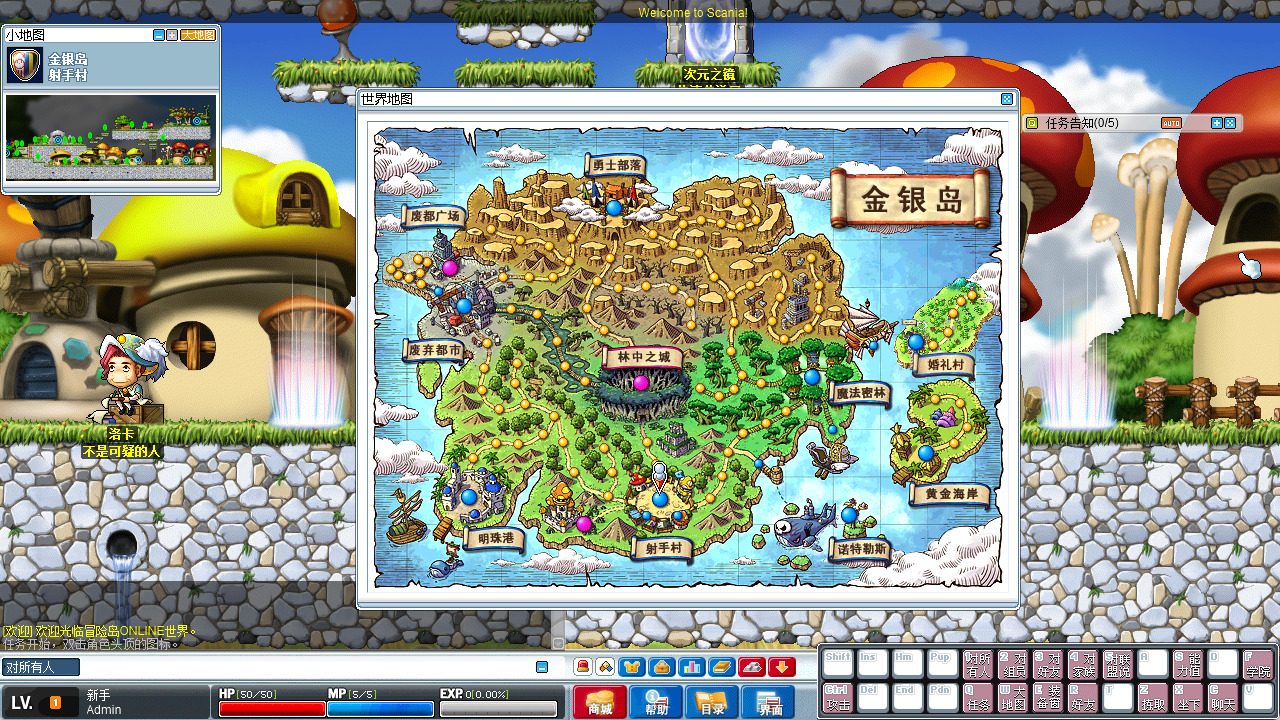 Welcome to Scania!
小地图
大地图
金银岛
射手村
次元之镜
世界地图
任务告知(0/5)
AUTO
勇士部落
金银岛
废都广场
废弃都市
林中之城
婚礼村
魔法密林
黄金海岸
明珠港
射手村
诺特勒斯
洛卡
不是可疑的人
[欢迎] 欢迎光临冒险岛ONLINE世界。
任务开始，双击角色头顶的图标。
对所有人
LV. 1
新手
Admin
HP[50/50]
MP[5/5]
EXP.0[0.00%]
商城
帮助
目录
界面
Shift
Ins
Hm
Pup
对所有人
2 对组员
3 对好友
4 对家族
5 对联盟院
A
S 能值
D
F 学院
Ctrl 攻击
Del
End
Pdn
Q 任务
W 大地图
E 装备窗
R 好友
T
Z 捡取
X 坐下
C 聊天
V